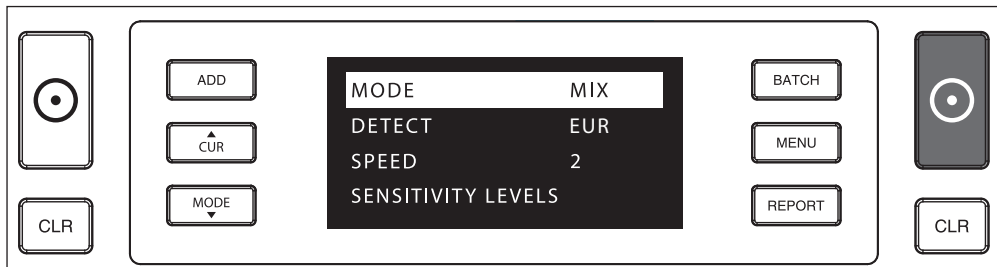 ADD
CUR
MODE
CLR
MODE MIX
DETECT EUR
SPEED 2
SENSITIVITY LEVELS
BATCH
MENU
REPORT
CLR